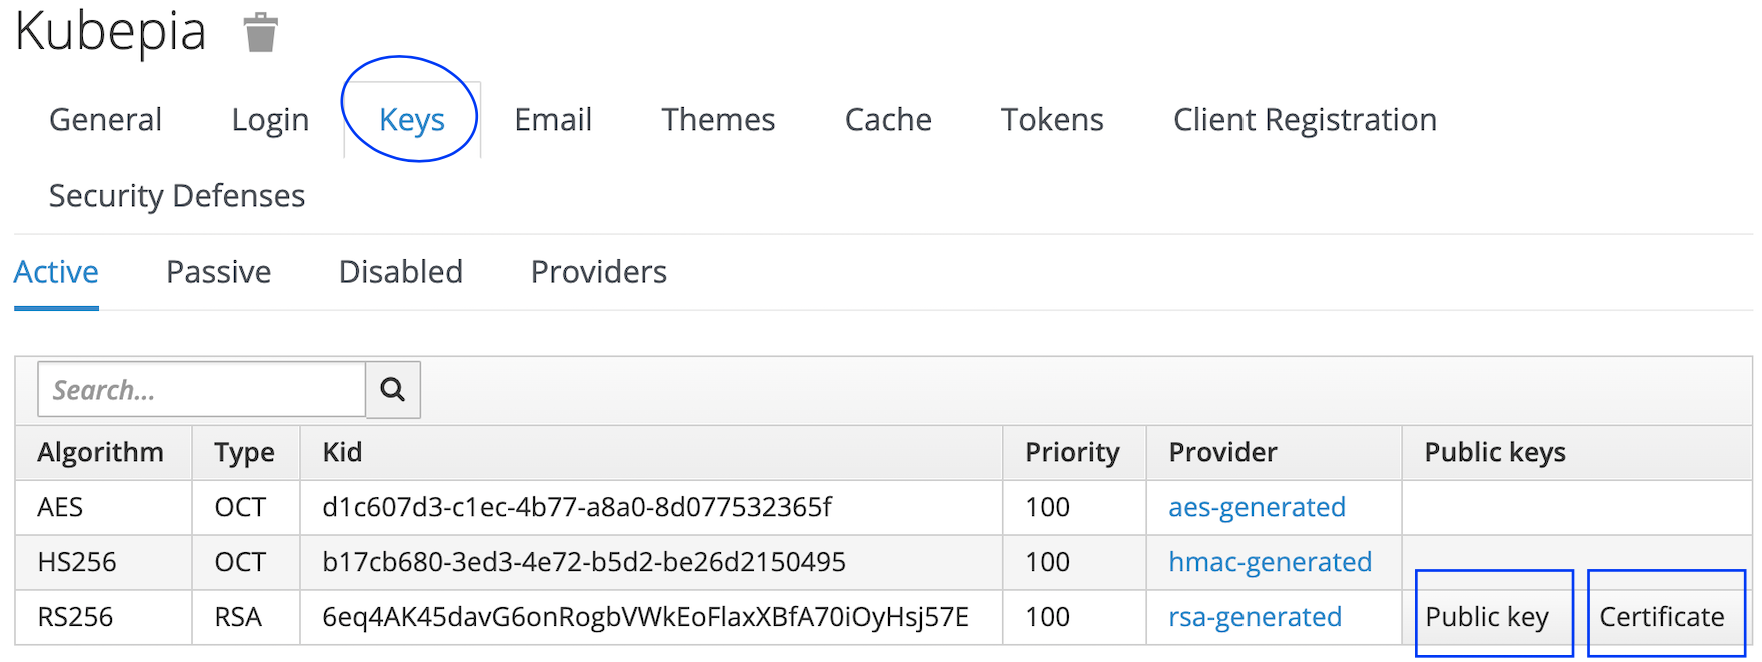 Kubepia
General Login Keys Email Themes Cache Tokens Client Registration
Security Defenses
Active Passive Disabled Providers
Search...
Algorithm Type Kid Priority Provider Public keys
AES OCT d1c607d3-c1ec-4b77-a8a0-8d077532365f 100 aes-generated
HS256 OCT b17cb680-3ed3-4e72-b5d2-be26d2150495 100 hmac-generated
RS256 RSA 6eq4AK45davG6onRogbVWkEoFlaxXBfA70iOyHsj57E 100 rsa-generated Public key Certificate